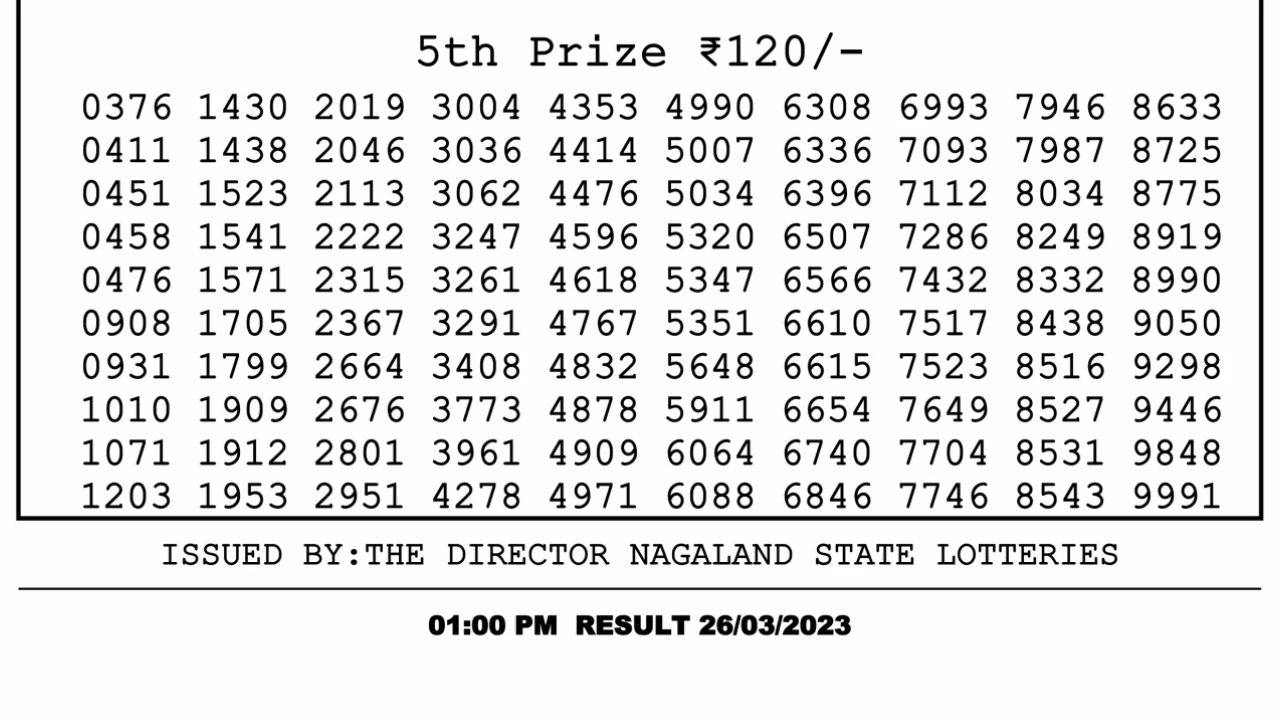 5th Prize ₹120/-
0376 1430 2019 3004 4353 4990 6308 6993 7946 8633
0411 1438 2046 3036 4414 5007 6336 7093 7987 8725
0451 1523 2113 3062 4476 5034 6396 7112 8034 8775
0458 1541 2222 3247 4596 5320 6507 7286 8249 8919
0476 1571 2315 3261 4618 5347 6566 7432 8332 8990
0908 1705 2367 3291 4767 5351 6610 7517 8438 9050
0931 1799 2664 3408 4832 5648 6615 7523 8516 9298
1010 1909 2676 3773 4878 5911 6654 7649 8527 9446
1071 1912 2801 3961 4909 6064 6740 7704 8531 9848
1203 1953 2951 4278 4971 6088 6846 7746 8543 9991
ISSUED BY:THE DIRECTOR NAGALAND STATE LOTTERIES
01:00 PM RESULT 26/03/2023